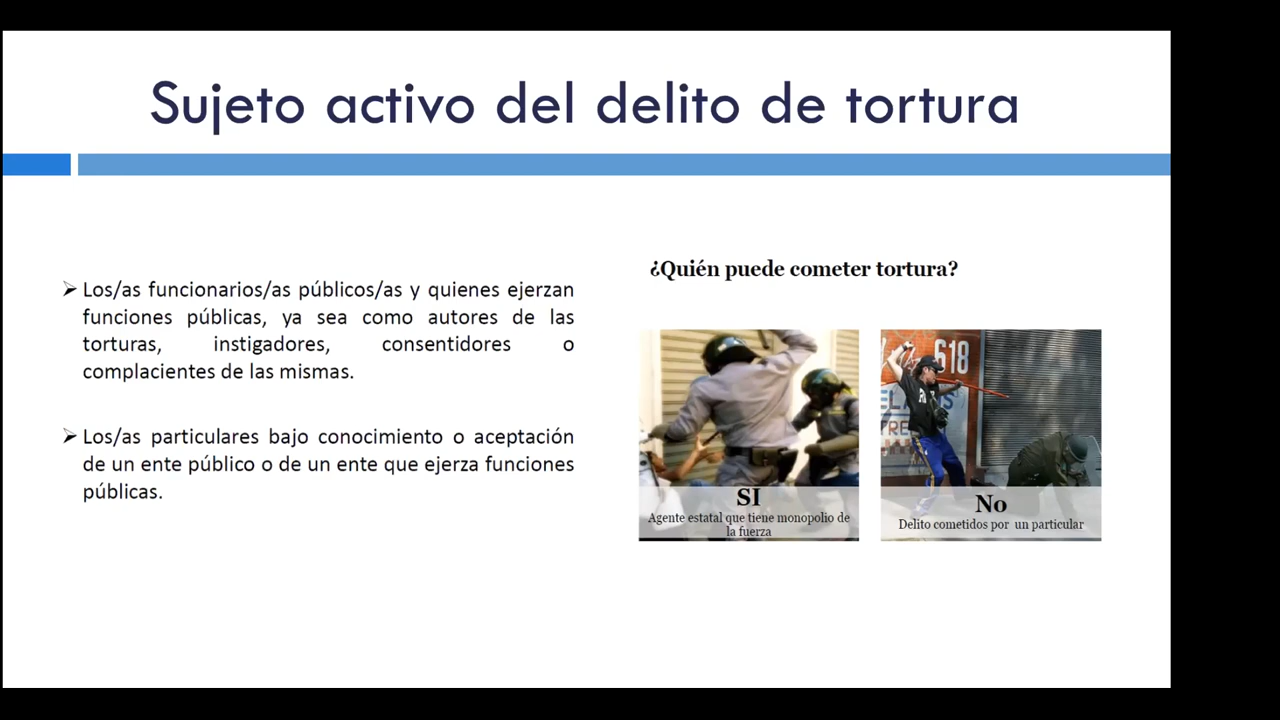 Sujeto activo del delito de tortura
Los/as funcionarios/as públicos/as y quienes ejerzan
funciones públicas, ya sea como autores de las
torturas, instigadores, consentidores o
complacientes de las mismas.
Los/as particulares bajo conocimiento o aceptación
de un ente público o de un ente que ejerza funciones
públicas.
¿Quién puede cometer tortura?
SI
Agente estatal que tiene monopolio de
la fuerza
618
No
Delito cometidos por un particular